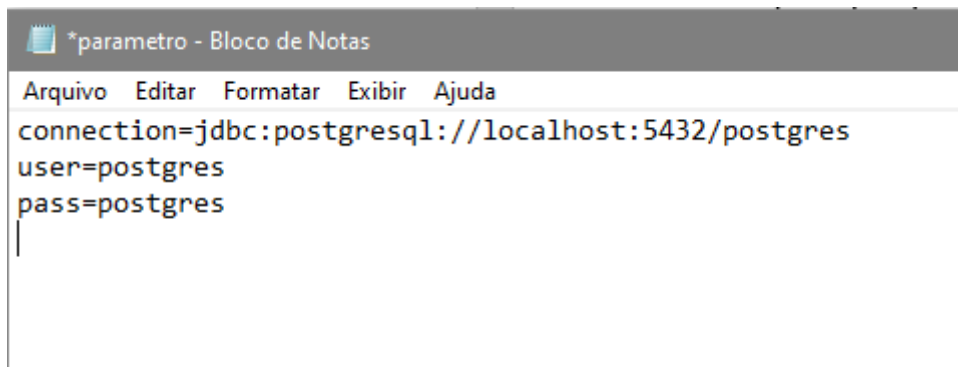 *parametro - Bloco de Notas
Arquivo Editar Formatar Exibir Ajuda
connection=jdbc:postgresql://localhost:5432/postgres
user=postgres
pass=postgres